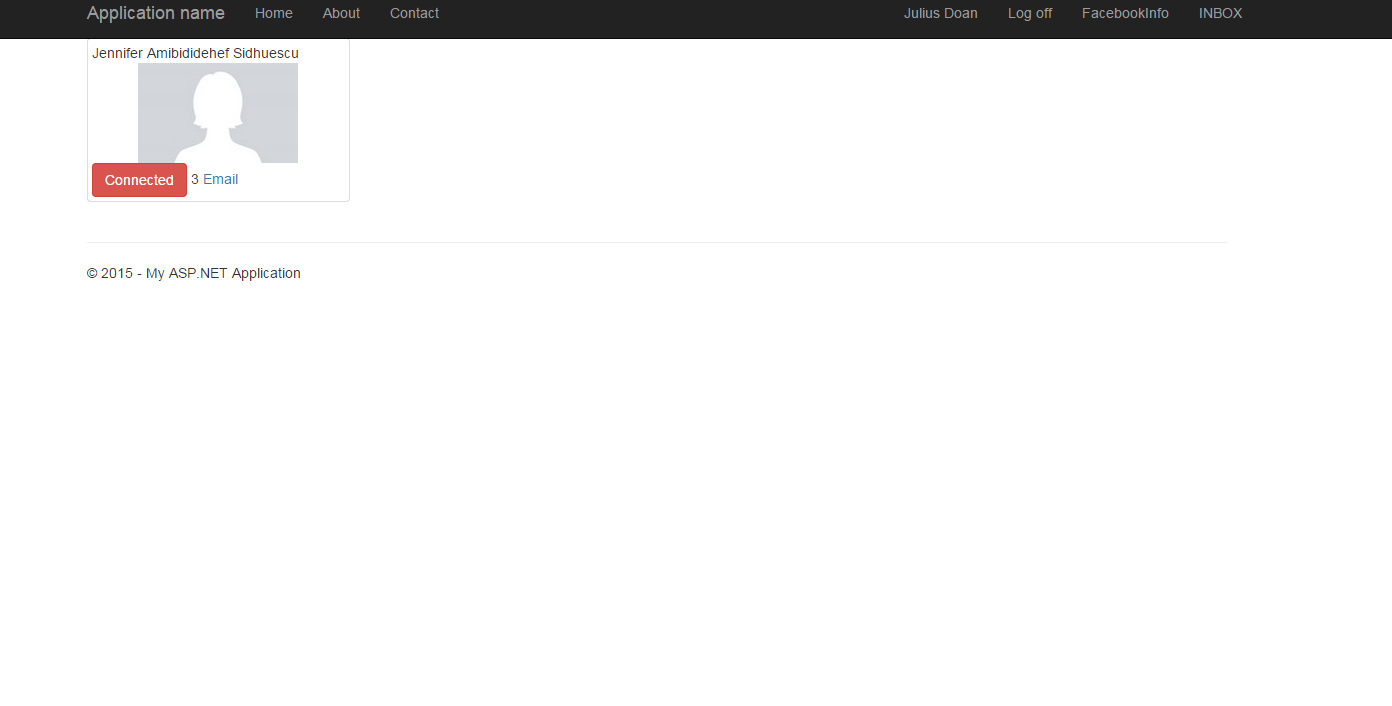 Application name Home About Contact Julius Doan Log off FacebookInfo INBOX
Jennifer Amibididehef Sidhuescu
Connected 3 Email
© 2015 - My ASP.NET Application